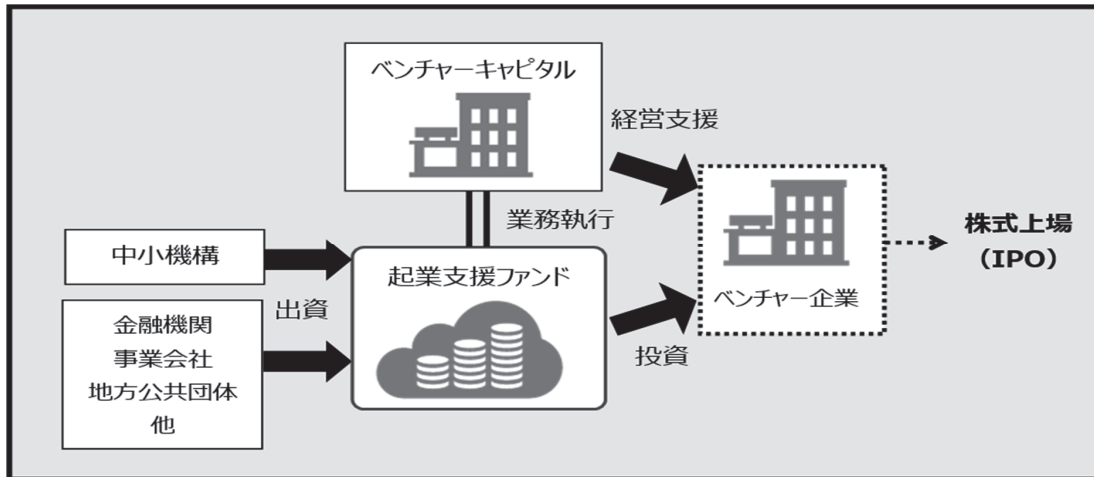 ベンチャーキャピタル
経営支援
業務執行
中小機構
出資
金融機関
事業会社
地方公共団体
他
起業支援ファンド
投資
ベンチャー企業
株式上場
（IPO）